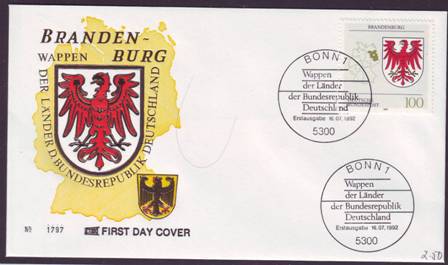 BRANDEN-
BURG
WAPPEN
DER LÄNDER D. BUNDESREPUBLIK DEUTSCHLAND
No 1797
FIRST DAY COVER
BRANDENBURG
DEUTSCHE
BUNDESPOST
100
BONN 1
Wappen
der Länder
der Bundesrepublik
Deutschland
Erstausgabe 16.07.1992
5300
BONN 1
Wappen
der Länder
der Bundesrepublik
Deutschland
Erstausgabe 16.07.1992
5300